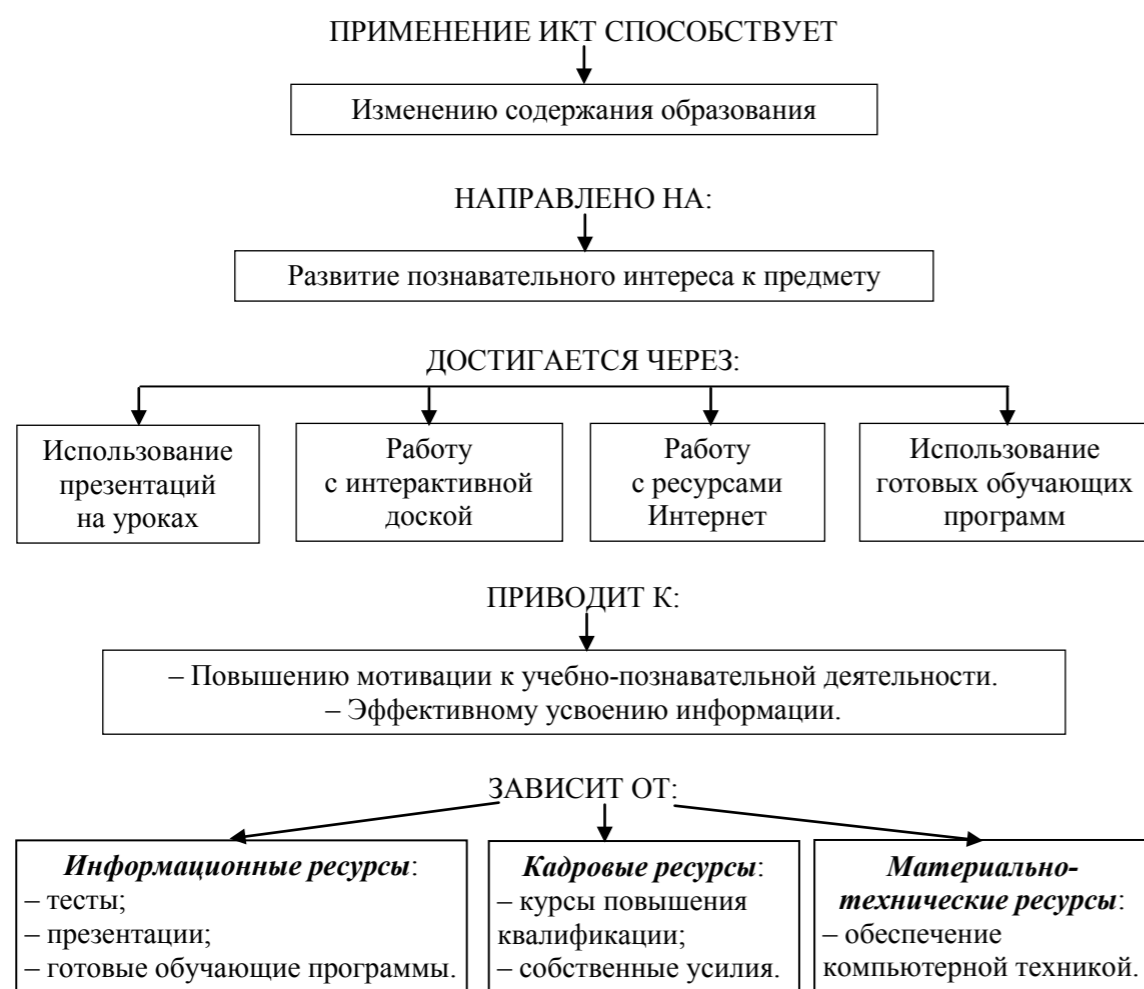 ПРИМЕНЕНИЕ ИКТ СПОСОБСТВУЕТ
Изменению содержания образования
НАПРАВЛЕНО НА:
Развитие познавательного интереса к предмету
ДОСТИГАЕТСЯ ЧЕРЕЗ:
Использование
презентаций
на уроках
Работу
с интерактивной
доской
Работу
с ресурсами
Интернет
Использование
готовых обучающих
программ
ПРИВОДИТ К:
– Повышению мотивации к учебно-познавательной деятельности.
– Эффективному усвоению информации.
ЗАВИСИТ ОТ:
Информационные ресурсы:
– тесты;
– презентации;
– готовые обучающие программы.
Кадровые ресурсы:
– курсы повышения
квалификации;
– собственные усилия.
Материально-
технические ресурсы:
– обеспечение
компьютерной техникой.